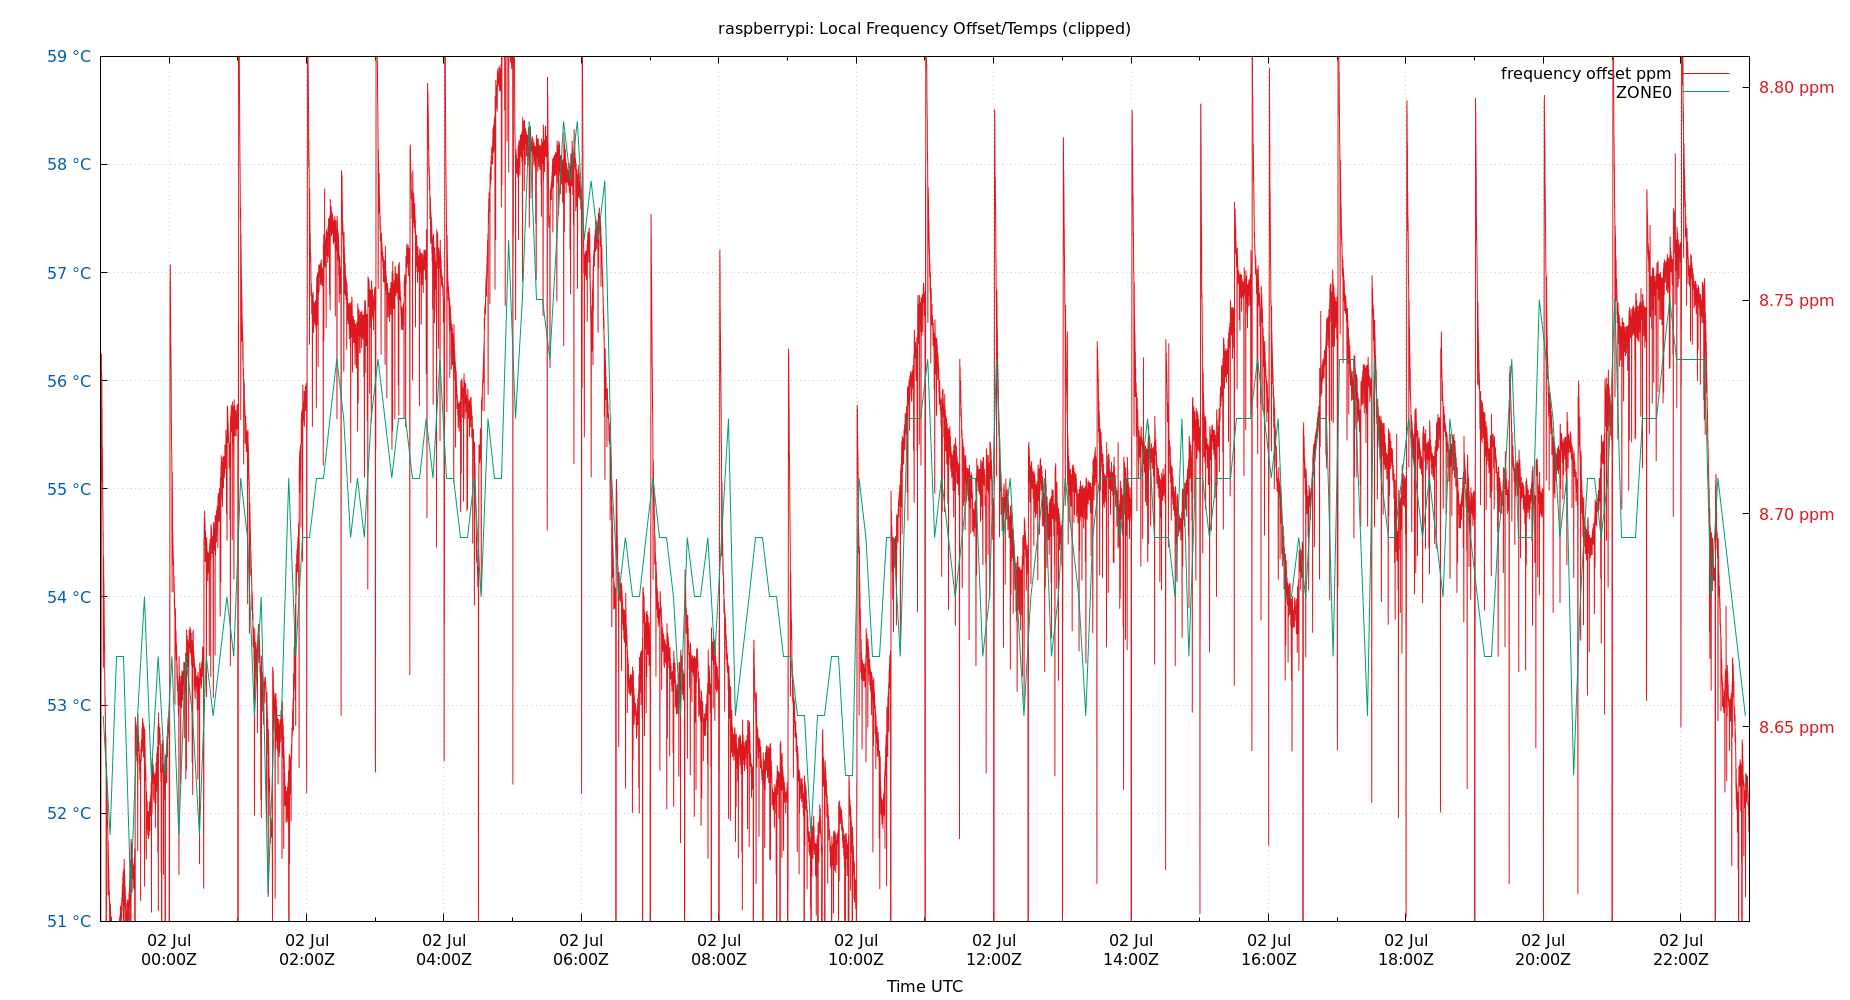 raspberrypi: Local Frequency Offset/Temps (clipped)
59 °C
58 °C
57 °C
56 °C
55 °C
54 °C
53 °C
52 °C
51 °C
frequency offset ppm
ZONE0
8.80 ppm
8.75 ppm
8.70 ppm
8.65 ppm
02 Jul
00:00Z
02 Jul
02:00Z
02 Jul
04:00Z
02 Jul
06:00Z
02 Jul
08:00Z
02 Jul
10:00Z
02 Jul
12:00Z
02 Jul
14:00Z
02 Jul
16:00Z
02 Jul
18:00Z
02 Jul
20:00Z
02 Jul
22:00Z
Time UTC